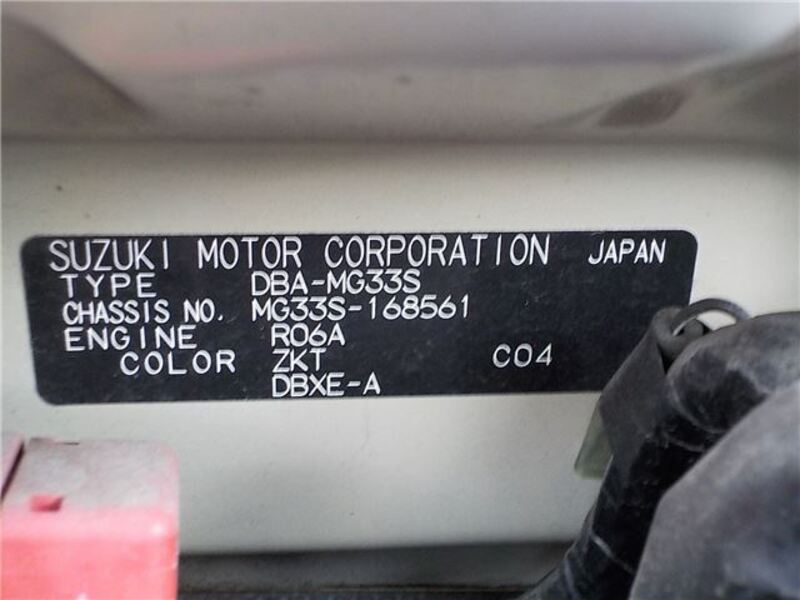 SUZUKI MOTOR CORPORATION JAPAN
TYPE DBA-MG33S
CHASSIS NO. MG33S-168561
ENGINE R06A
COLOR ZKT C04
DBXE-A